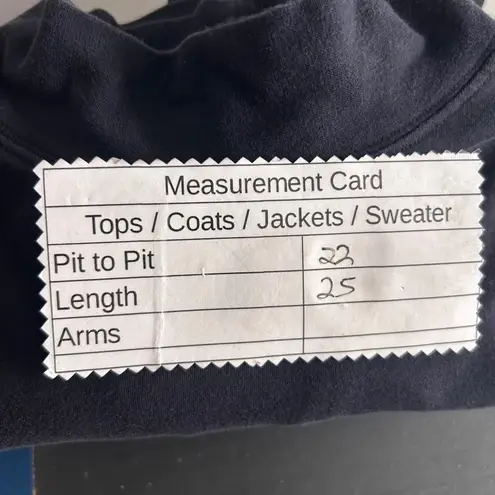 Measurement Card
Tops / Coats / Jackets / Sweater
Pit to Pit 22
Length 25
Arms